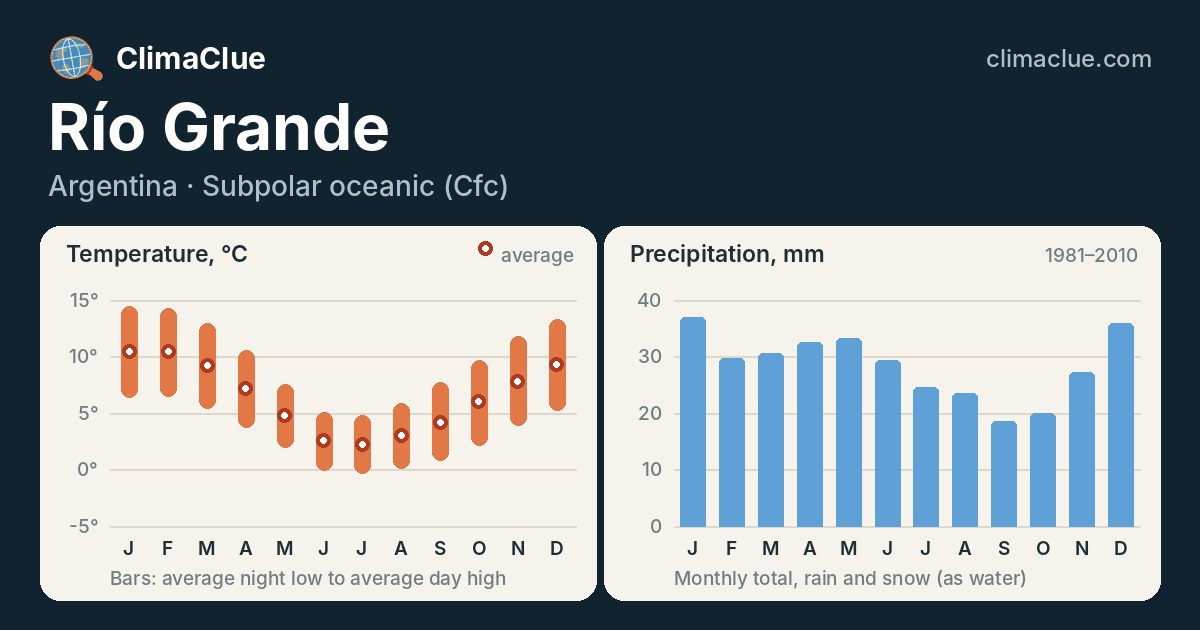 ClimaClue
climaclue.com
Río Grande
Argentina · Subpolar oceanic (Cfc)
Temperature, °C
average
15°
10°
5°
0°
-5°
J F M A M J J A S O N D
Bars: average night low to average day high
Precipitation, mm
1981–2010
40
30
20
10
0
J F M A M J J A S O N D
Monthly total, rain and snow (as water)